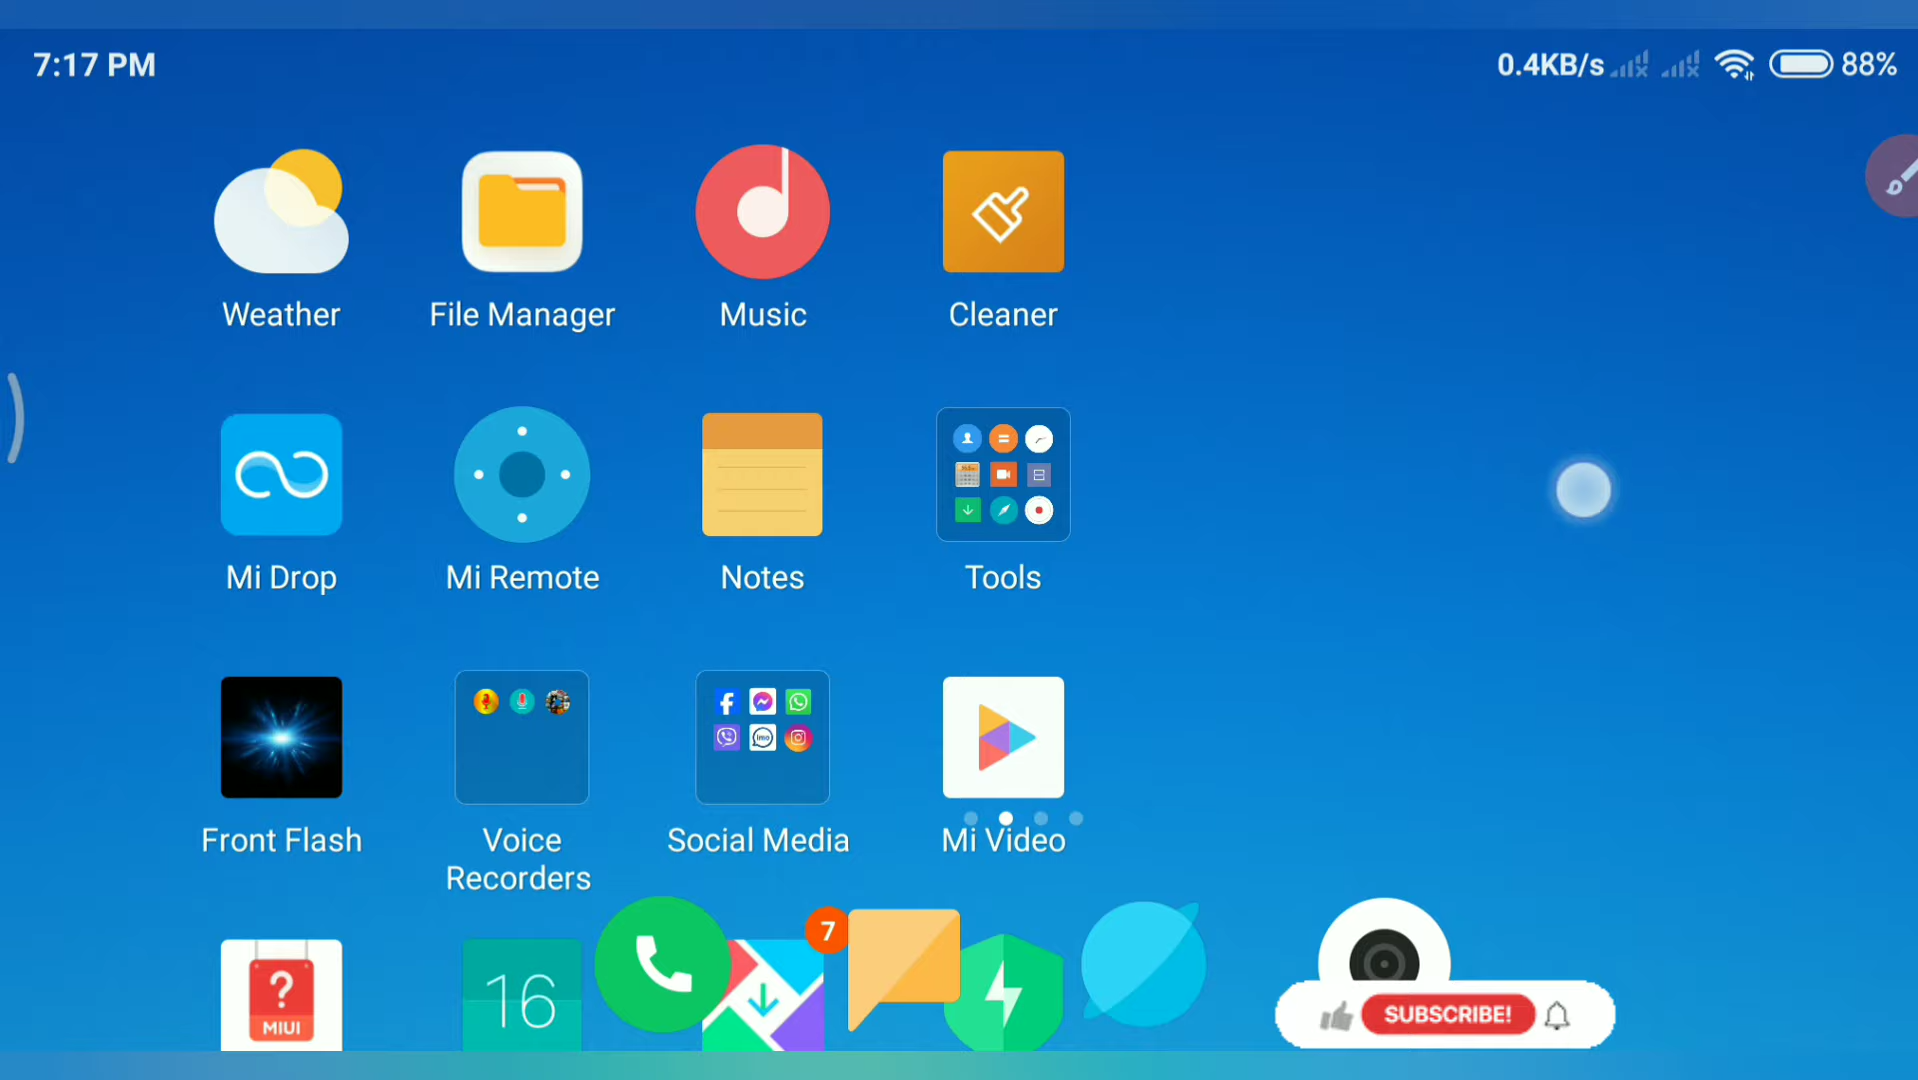 7:17 PM
0.4KB/s
88%
Weather
File Manager
Music
Cleaner
Mi Drop
Mi Remote
Notes
Tools
Front Flash
Voice
Recorders
Social Media
imo
Mi Video
?
MIUI
16
7
SUBSCRIBE!